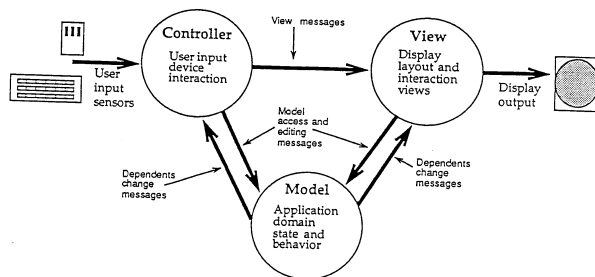 Controller
User input
device
interaction
View messages
View
Display
layout and
interaction
views
User
input
sensors
Display
output
Model
access and
editing
messages
Dependents
change
messages
Dependents
change
messages
Model
Application
domain
state and
behavior